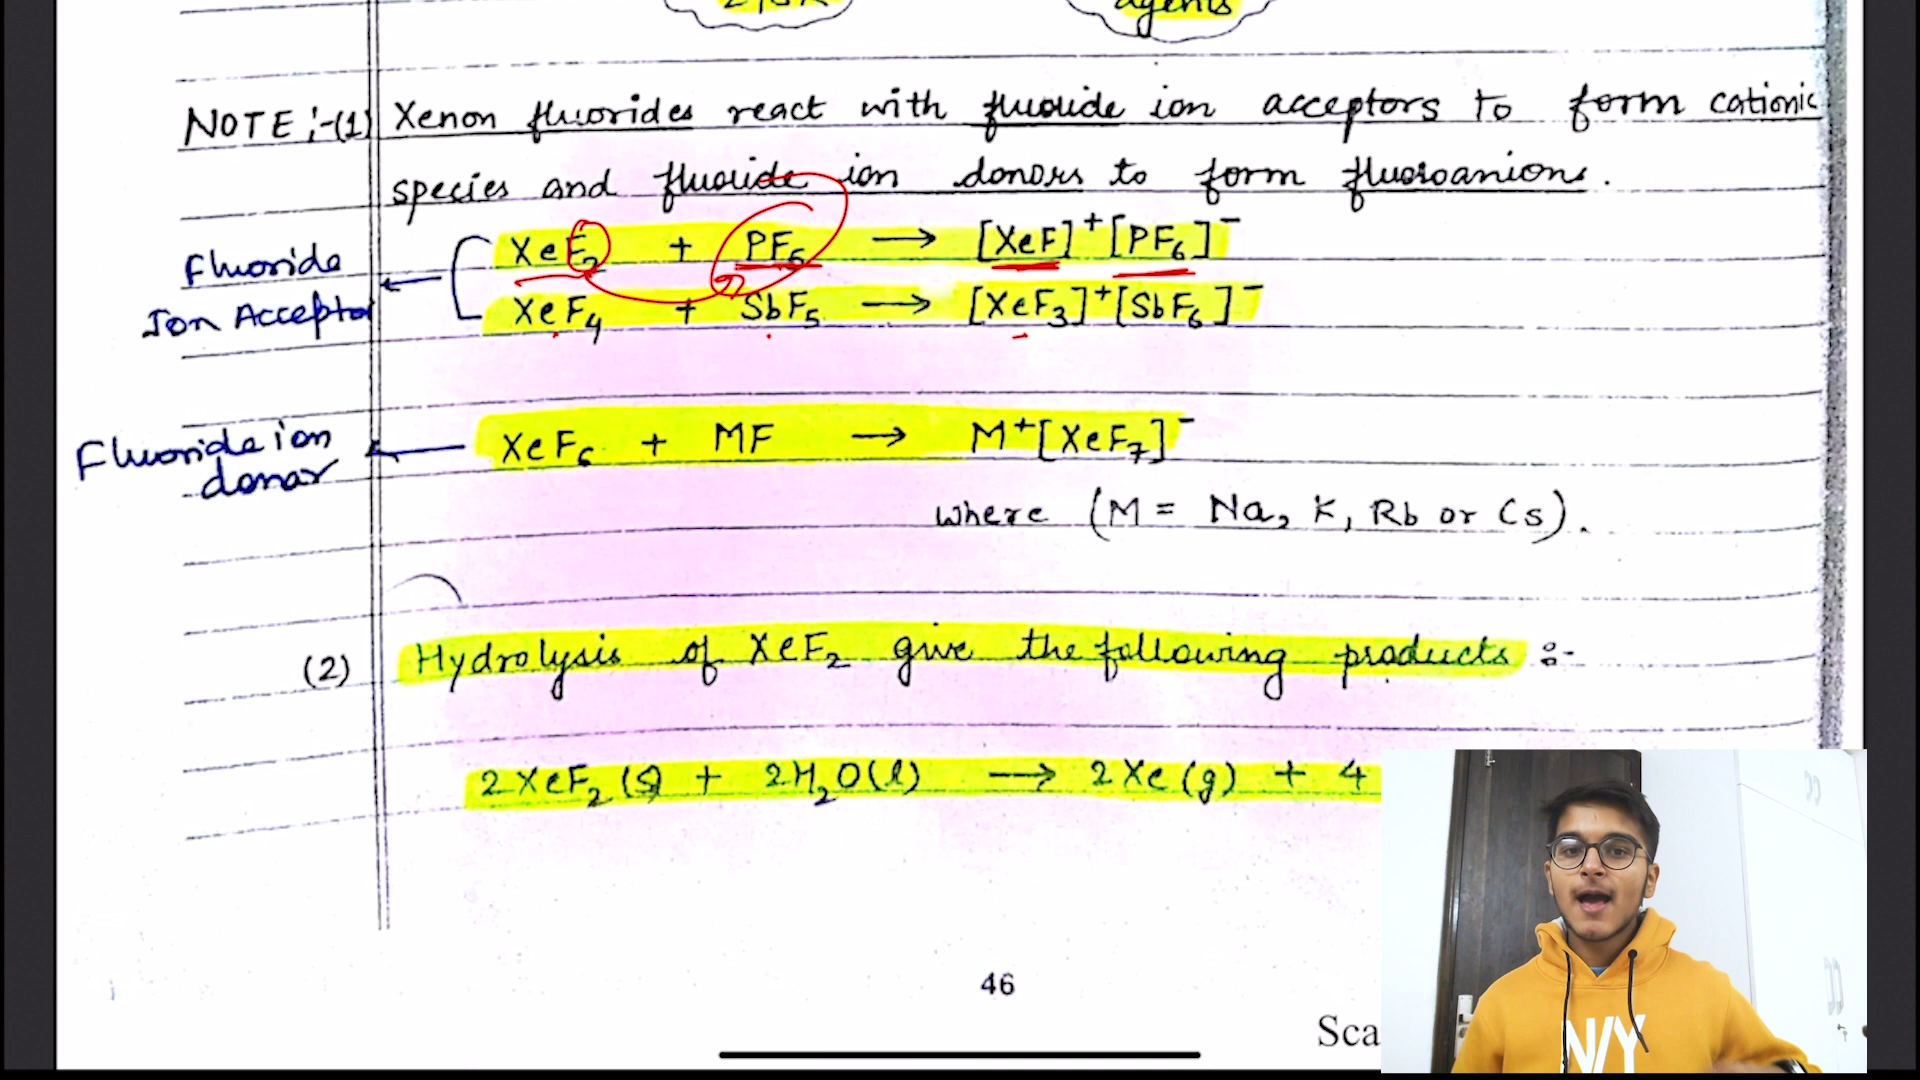 agents
NOTE :-(1) Xenon fluorides react with fluoride ion acceptors to form cationic
species and fluoride ion donors to form fluoroanions.
Fluoride
Ion Acceptor
XeF₂ + PF₅ → [XeF]⁺[PF₆]⁻
XeF₄ + SbF₅ → [XeF₃]⁺[SbF₆]⁻
Fluoride ion
donar
XeF₆ + MF → M⁺[XeF₇]⁻
where (M = Na, K, Rb or Cs).
(2) Hydrolysis of XeF₂ give the following products :-
2XeF₂(s) + 2H₂O(l) → 2Xe(g) + 4
46
Sca
N/Y